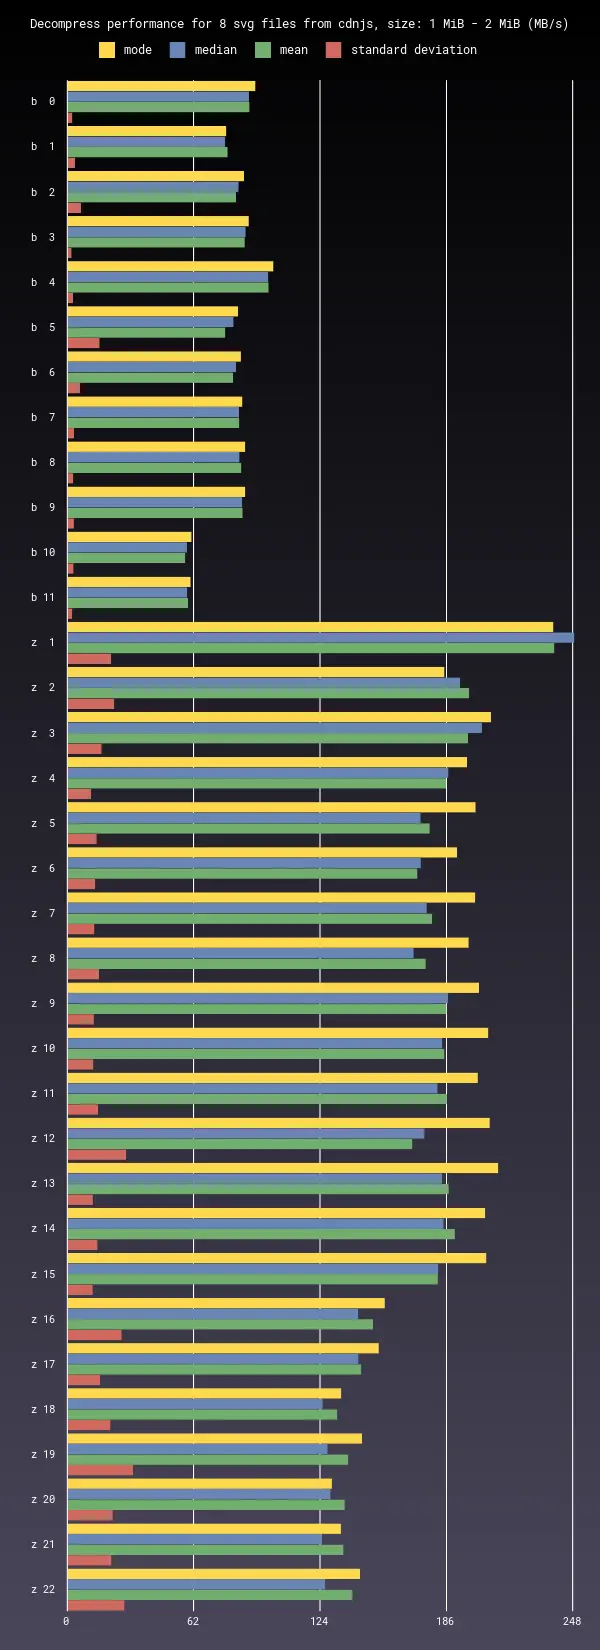 Decompress performance for 8 svg files from cdnjs, size: 1 MiB - 2 MiB (MB/s)
mode median mean standard deviation
b 0
b 1
b 2
b 3
b 4
b 5
b 6
b 7
b 8
b 9
b 10
b 11
z 1
z 2
z 3
z 4
z 5
z 6
z 7
z 8
z 9
z 10
z 11
z 12
z 13
z 14
z 15
z 16
z 17
z 18
z 19
z 20
z 21
z 22
0 62 124 186 248